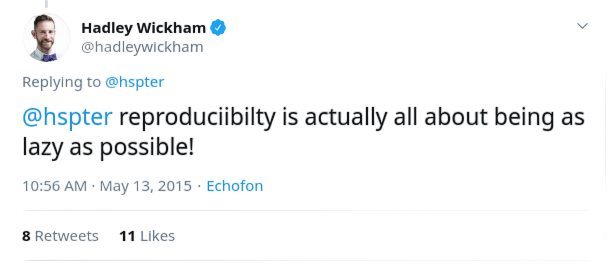 Hadley Wickham
@hadleywickham
Replying to @hspter
@hspter reproduciibilty is actually all about being as
lazy as possible!
10:56 AM · May 13, 2015 · Echofon
8 Retweets 11 Likes